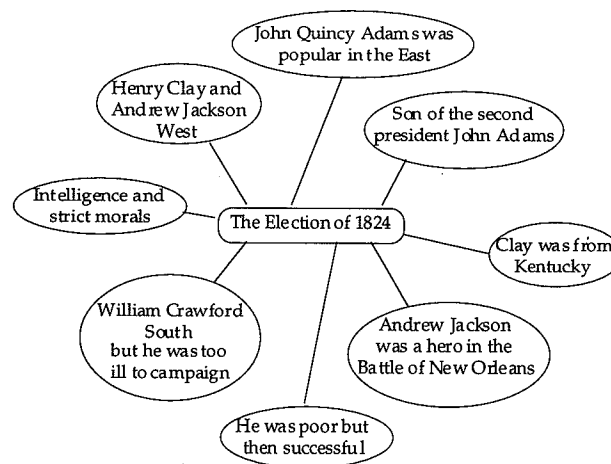 John Quincy Adams was
popular in the East
Henry Clay and
Andrew Jackson
West
Son of the second
president John Adams
Intelligence and
strict morals
The Election of 1824
Clay was from
Kentucky
William Crawford
South
but he was too
ill to campaign
Andrew Jackson
was a hero in the
Battle of New Orleans
He was poor but
then successful